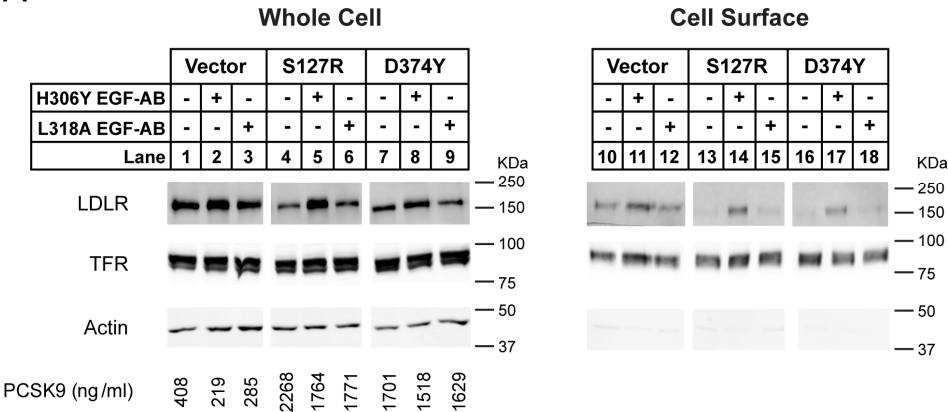 Whole Cell Cell Surface
Vector S127R D374Y Vector S127R D374Y
H306Y EGF-AB - + - - + - - + - - + - - + - - + -
L318A EGF-AB - - + - - + - - + - - + - - + - - +
Lane 1 2 3 4 5 6 7 8 9 10 11 12 13 14 15 16 17 18
KDa KDa
250 250
LDLR 150 150
100 100
TFR
75 75
50 50
Actin
37 37
PCSK9 (ng/ml) 408 219 285 2268 1764 1771 1701 1518 1629